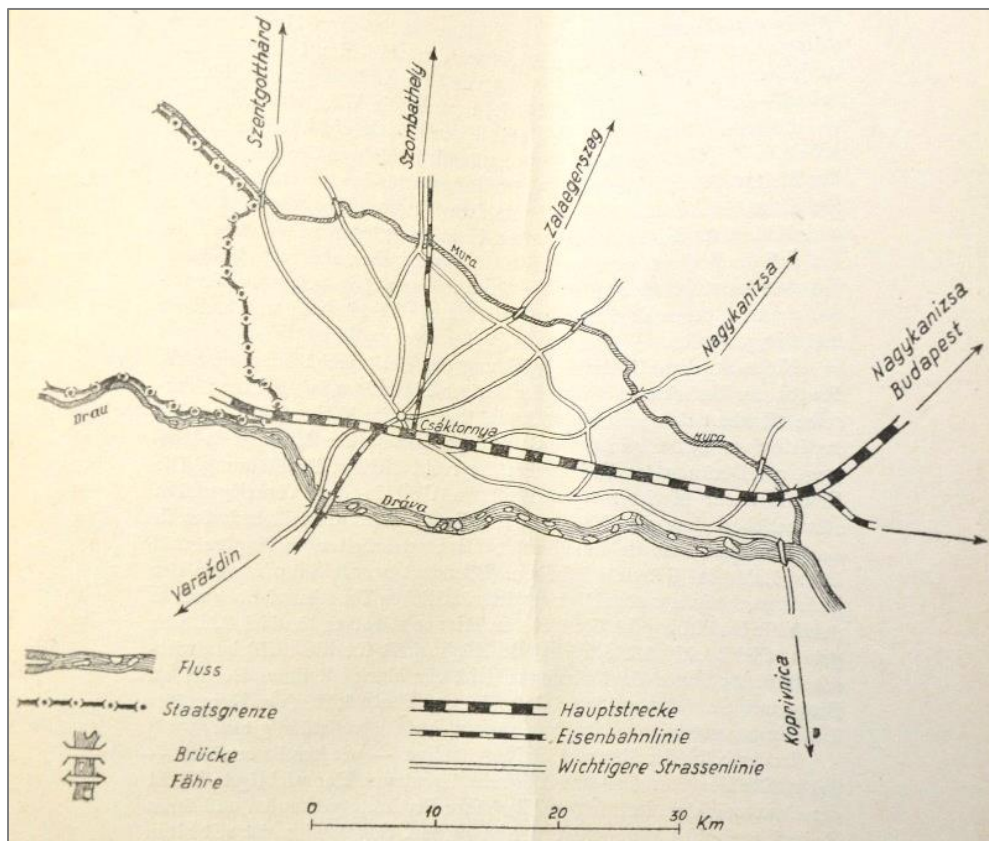 Szentgotthárd
Szombathely
Zalaegerszeg
Mura
Nagykanizsa
Nagykanizsa
Budapest
Drau
Csáktornya
Mura
Dráva
Varaždin
Koprivnica
Fluss
Staatsgrenze
Brücke
Fähre
Hauptstrecke
Eisenbahnlinie
Wichtigere Strassenlinie
0 10 20 30 Km